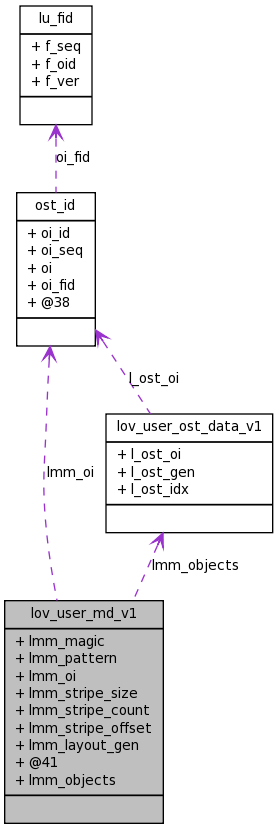 lu_fid
+ f_seq
+ f_oid
+ f_ver
oi_fid
ost_id
+ oi_id
+ oi_seq
+ oi
+ oi_fid
+ @38
l_ost_oi
lov_user_ost_data_v1
+ l_ost_oi
+ l_ost_gen
+ l_ost_idx
lmm_oi
lmm_objects
lov_user_md_v1
+ lmm_magic
+ lmm_pattern
+ lmm_oi
+ lmm_stripe_size
+ lmm_stripe_count
+ lmm_stripe_offset
+ lmm_layout_gen
+ @41
+ lmm_objects